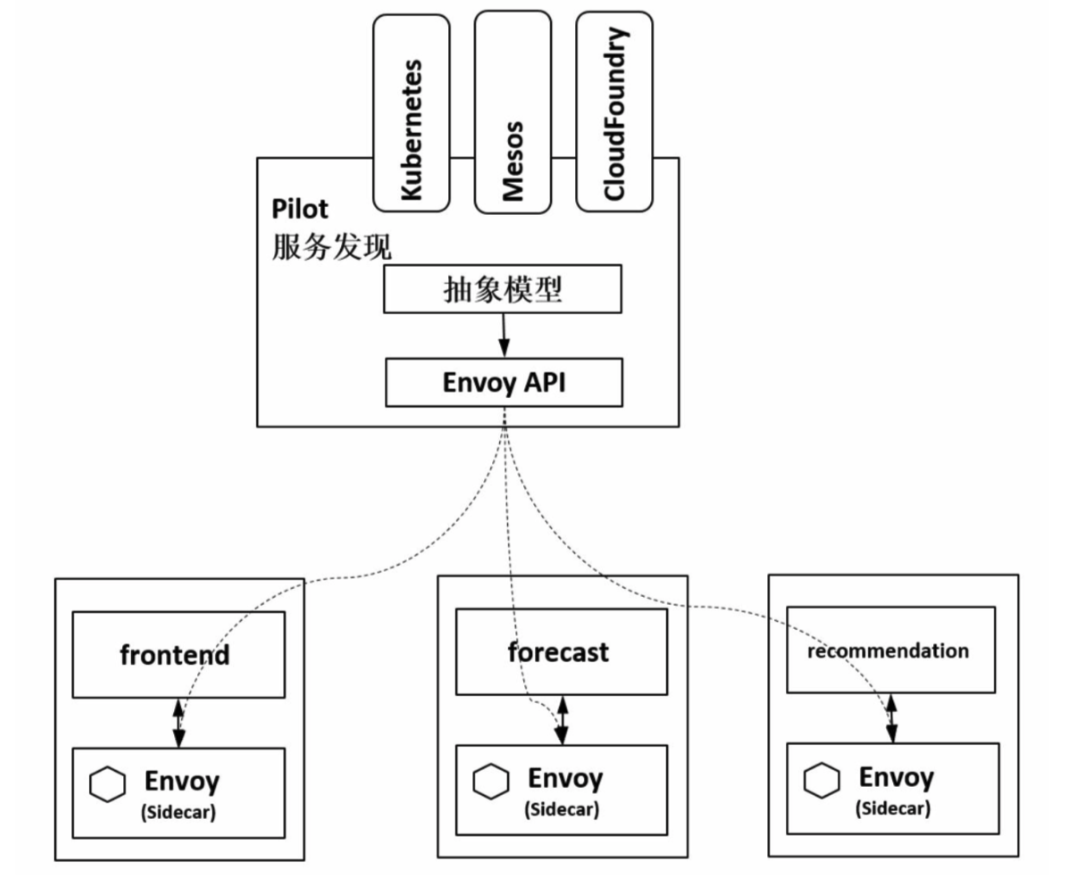 Kubernetes
Mesos
CloudFoundry
Pilot
服务发现
抽象模型
Envoy API
frontend
forecast
recommendation
Envoy
(Sidecar)
Envoy
(Sidecar)
Envoy
(Sidecar)